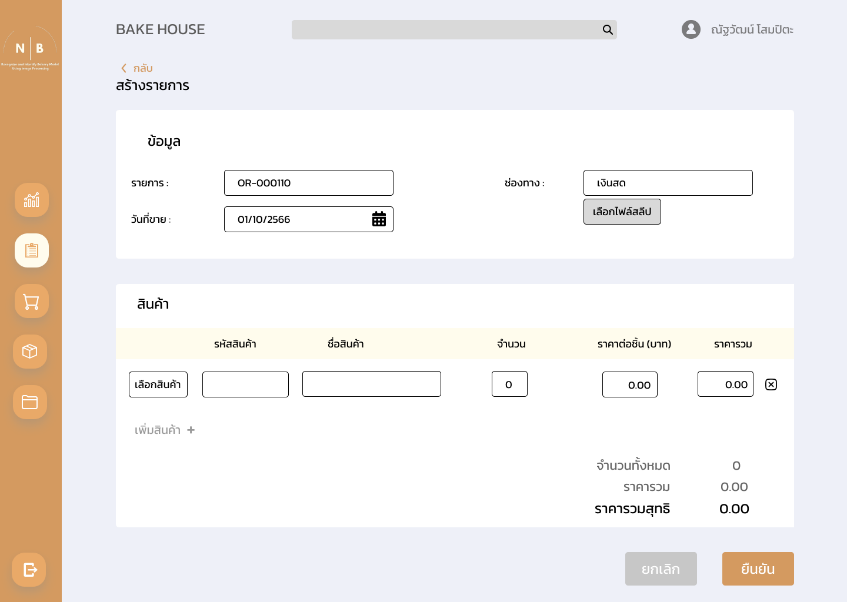 BAKE HOUSE
ณัฐวัฒน์ โสมปิตะ
N B
กลับ
สร้างรายการ
ข้อมูล
รายการ : OR-000110 ช่องทาง : เงินสด
เลือกไฟล์สลีป
วันที่ขาย : 01/10/2566
สินค้า
รหัสสินค้า ชื่อสินค้า จำนวน ราคาต่อชิ้น (บาท) ราคารวม
เลือกสินค้า 0 0.00 0.00
เพิ่มสินค้า +
จำนวนทั้งหมด 0
ราคารวม 0.00
ราคารวมสุทธิ 0.00
ยกเลิก ยืนยัน